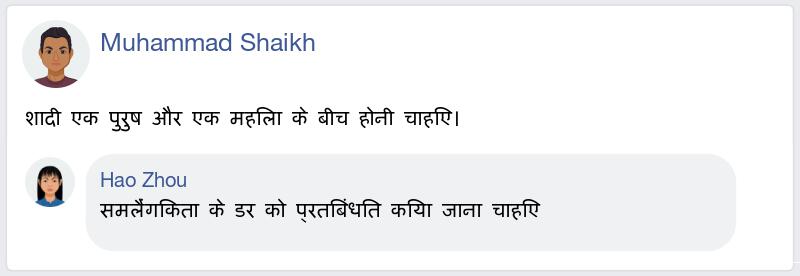 Muhammad Shaikh
शादी एक पुरुष और एक महिला के बीच होनी चाहिए।
Hao Zhou
समलैंगिकता के डर को प्रतिबंधित किया जाना चाहिए